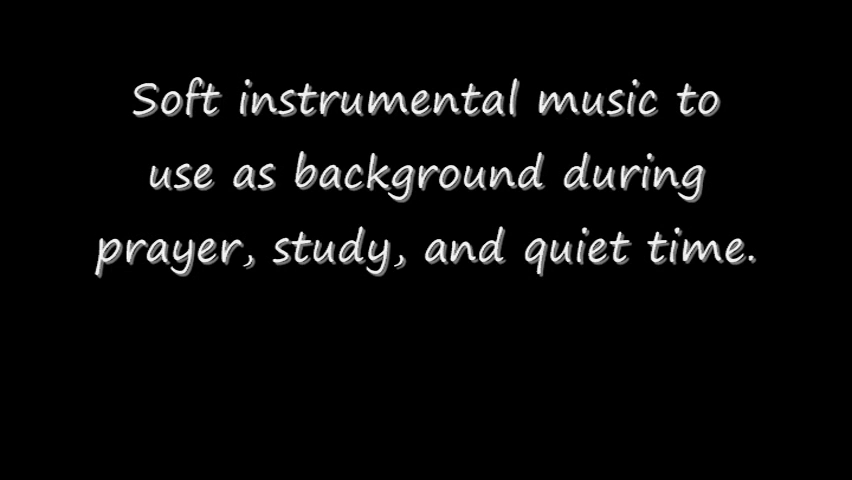 Soft instrumental music to
use as background during
prayer, study, and quiet time.